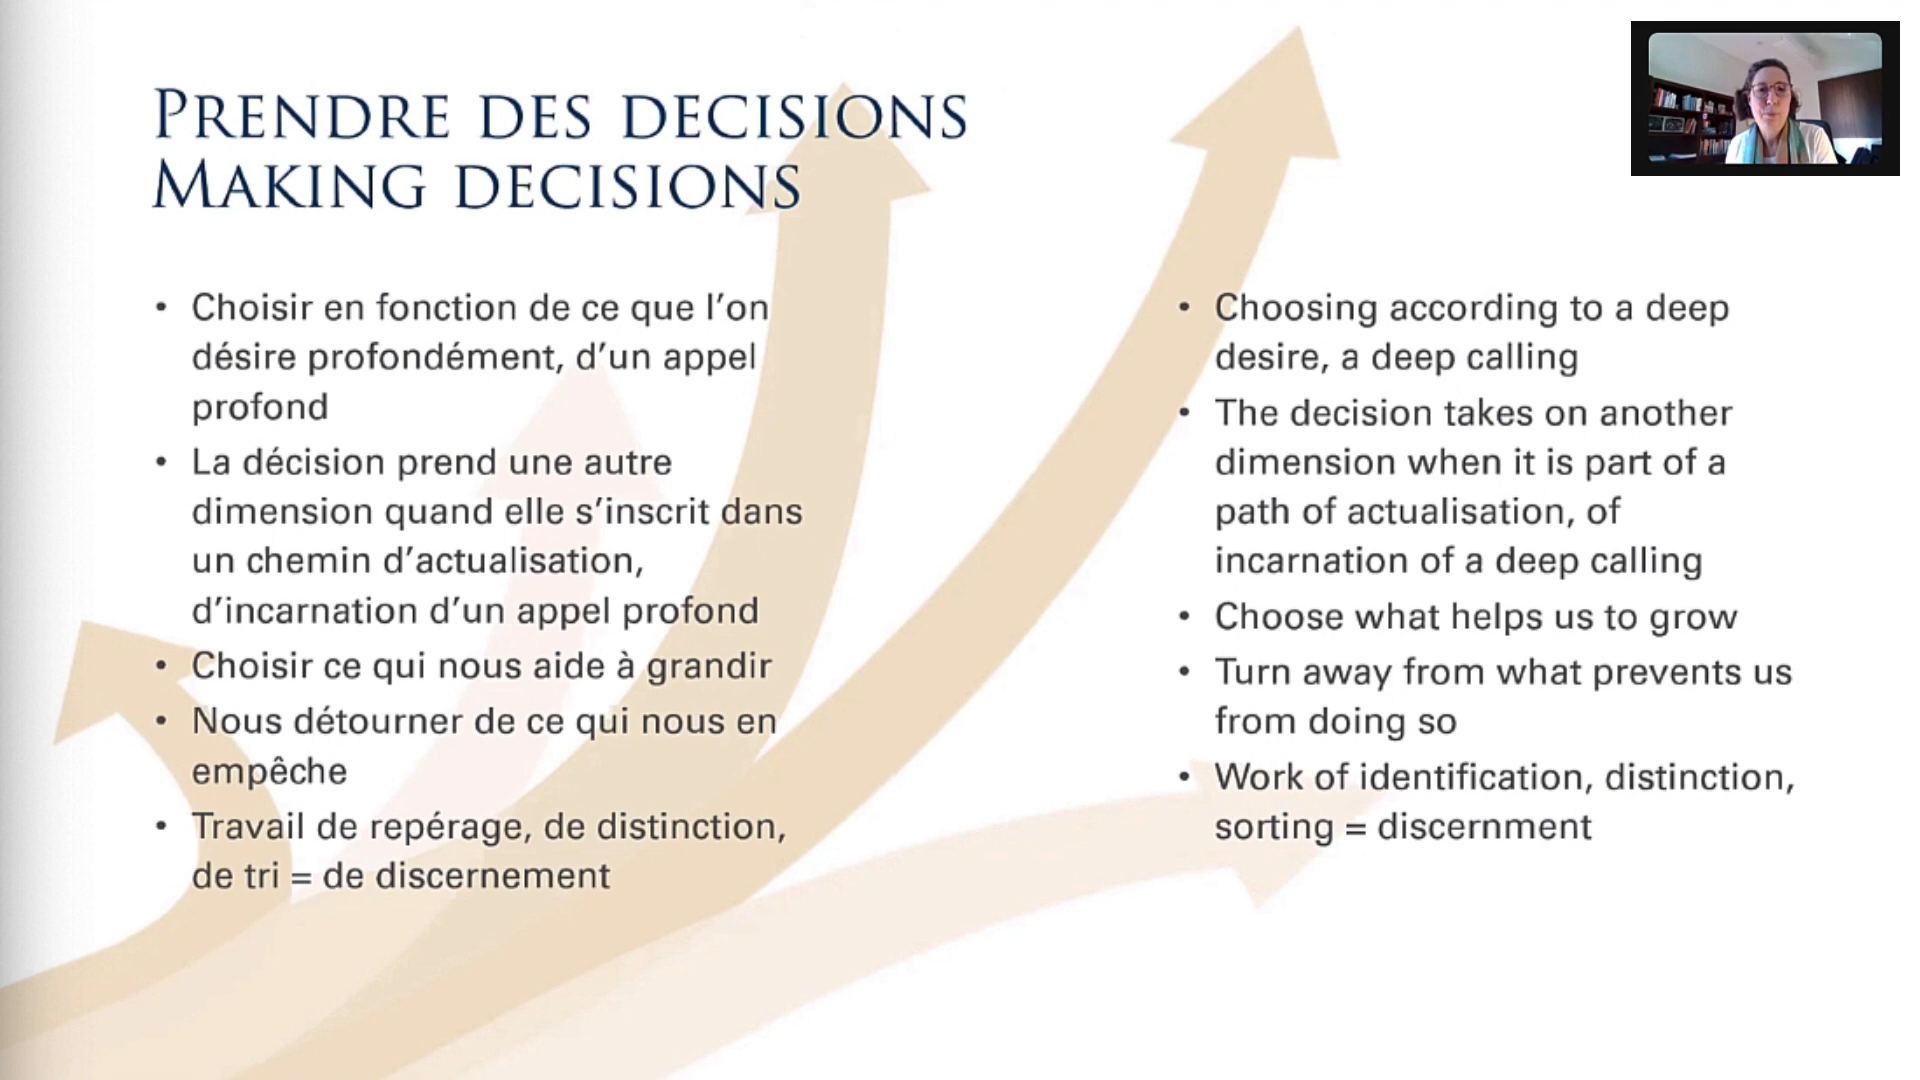 PRENDRE DES DECISIONS
MAKING DECISIONS
• Choisir en fonction de ce que l’on
désire profondément, d’un appel
profond
• La décision prend une autre
dimension quand elle s’inscrit dans
un chemin d’actualisation,
d’incarnation d’un appel profond
• Choisir ce qui nous aide à grandir
• Nous détourner de ce qui nous en
empêche
• Travail de repérage, de distinction,
de tri = de discernement
• Choosing according to a deep
desire, a deep calling
• The decision takes on another
dimension when it is part of a
path of actualisation, of
incarnation of a deep calling
• Choose what helps us to grow
• Turn away from what prevents us
from doing so
• Work of identification, distinction,
sorting = discernment